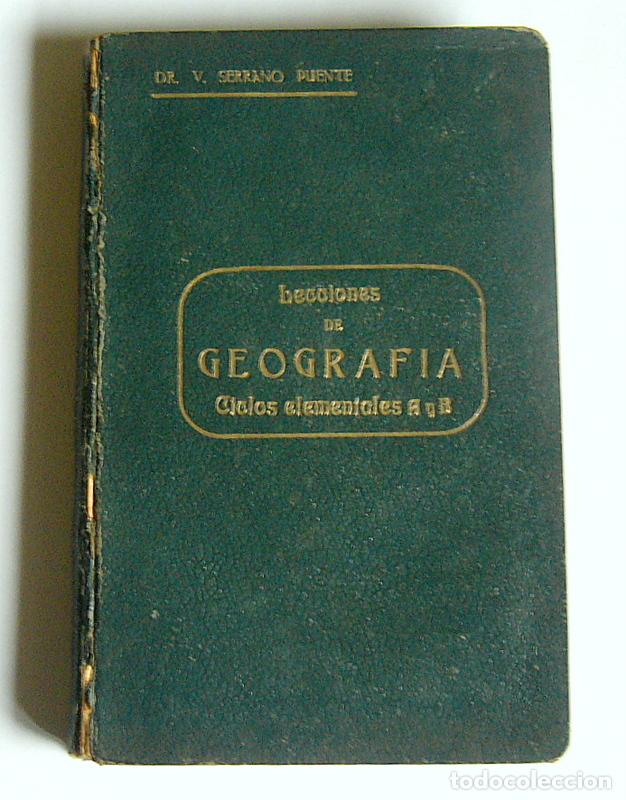 DR. V. SERRANO PUENTE
Lecciones
DE
GEOGRAFIA
Ciclos elementales A y B
todocoleccion